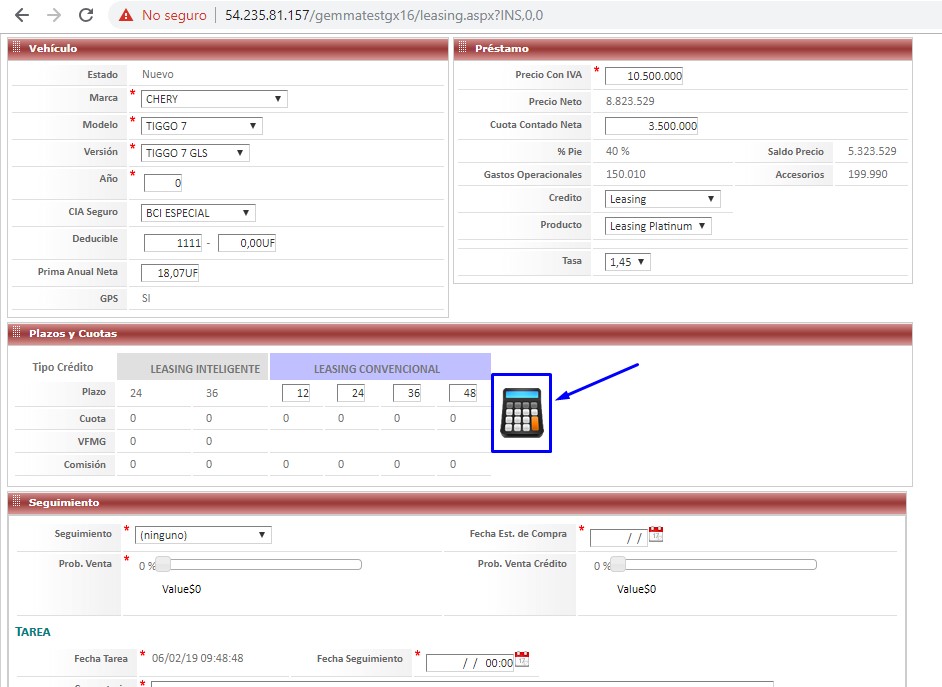 No seguro | 54.235.81.157/gemmatestgx16/leasing.aspx?INS,0,0
Vehículo
Estado Nuevo
Marca * CHERY
Modelo * TIGGO 7
Versión * TIGGO 7 GLS
Año * 0
CIA Seguro BCI ESPECIAL
Deducible 1111 - 0,00UF
Prima Anual Neta 18,07UF
GPS SI
Préstamo
Precio Con IVA * 10.500.000
Precio Neto 8.823.529
Cuota Contado Neta 3.500.000
% Pie 40 % Saldo Precio 5.323.529
Gastos Operacionales 150.010 Accesorios 199.990
Credito Leasing
Producto Leasing Platinum
Tasa 1,45
Plazos y Cuotas
Tipo Crédito LEASING INTELIGENTE LEASING CONVENCIONAL
Plazo 24 36 12 24 36 48
Cuota 0 0 0 0 0 0
VFMG 0 0
Comisión 0 0 0 0 0 0
Seguimiento
Seguimiento * (ninguno) Fecha Est. de Compra * / /
Prob. Venta * 0 % Prob. Venta Crédito 0 %
Value$0 Value$0
TAREA
Fecha Tarea * 06/02/19 09:48:48 Fecha Seguimiento * / / 00:00